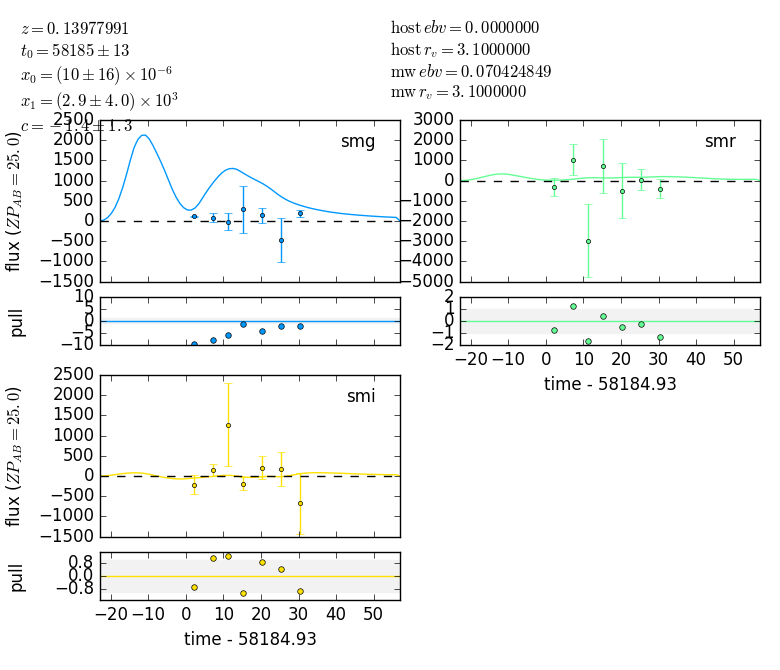 z = 0.13977991
t₀ = 58185 ± 13
x₀ = (10 ± 16) × 10⁻⁶
x₁ = (2.9 ± 4.0) × 10³
c = −1.4 ± 1.3
host ebv = 0.0000000
host r_v = 3.1000000
mw ebv = 0.070424849
mw r_v = 3.1000000
smg
flux (ZP_AB = 25.0)
2500
2000
1500
1000
500
0
−500
−1000
−1500
smr
3000
2000
1000
0
−1000
−2000
−3000
−4000
−5000
pull
10
5
0
−5
−10
2
1
0
−1
−2
−20 −10 0 10 20 30 40 50
time - 58184.93
smi
flux (ZP_AB = 25.0)
2500
2000
1500
1000
500
0
−500
−1000
−1500
pull
0.8
0.0
−0.8
−20 −10 0 10 20 30 40 50
time - 58184.93